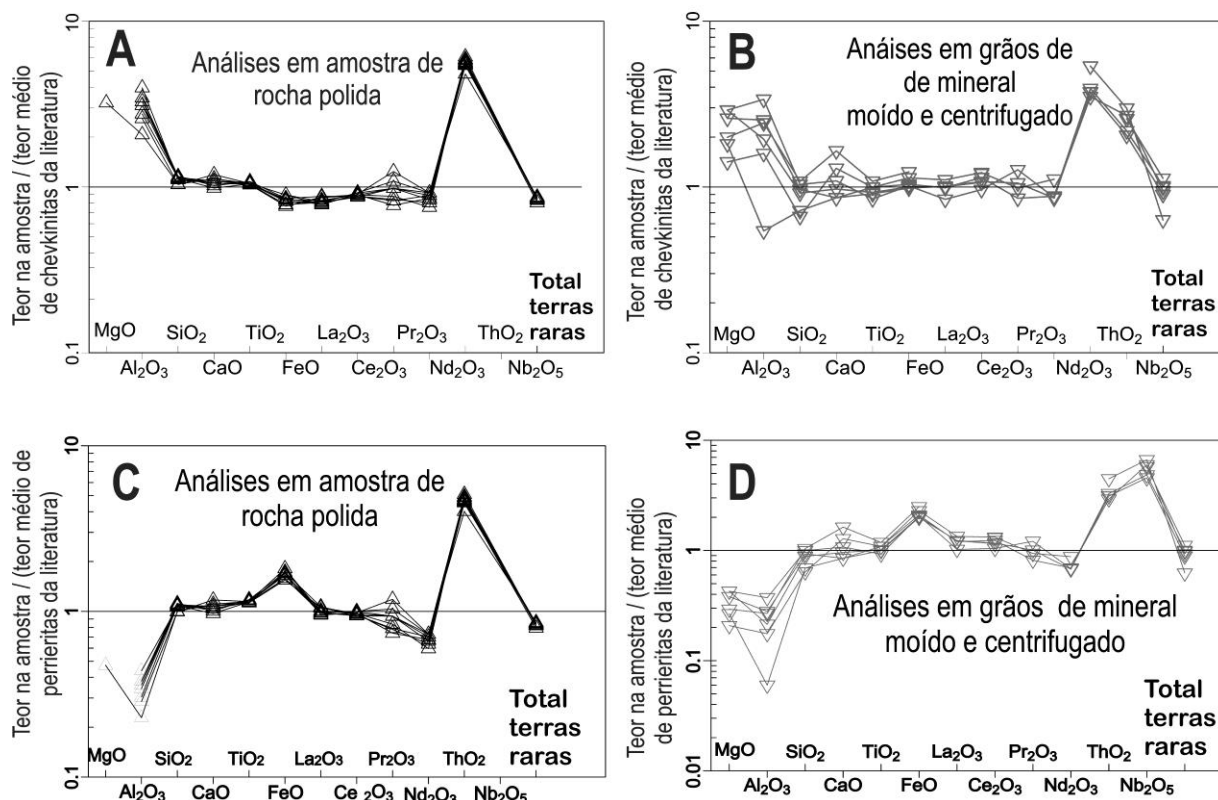 A
Análises em amostra de
rocha polida
Teor na amostra / (teor médio
de chevkinitas da literatura)
10
1
0.1
Total
terras
raras
MgO SiO₂ TiO₂ La₂O₃ Pr₂O₃ ThO₂
Al₂O₃ CaO FeO Ce₂O₃ Nd₂O₃ Nb₂O₅
B
Anáises em grãos de
de mineral
moído e centrifugado
Teor na amostra / (teor médio
de chevkinitas da literatura)
10
1
0.1
Total
terras
raras
MgO SiO₂ TiO₂ La₂O₃ Pr₂O₃ ThO₂
Al₂O₃ CaO FeO Ce₂O₃ Nd₂O₃ Nb₂O₅
C
Análises em amostra de
rocha polida
Teor na amostra / (teor médio de
perrieritas da literatura)
10
1
0.1
Total
terras
raras
MgO SiO₂ TiO₂ La₂O₃ Pr₂O₃ ThO₂
Al₂O₃ CaO FeO Ce ₂O₃ Nd₂O₃ Nb₂O₅
D
Análises em grãos de mineral
moído e centrifugado
Teor na amostra / (teor médio
de perrieritas da literatura)
10
1
0.10
0.01
Total
terras
raras
MgO SiO₂ TiO₂ La₂O₃ Pr₂O₃ ThO₂
Al₂O₃ CaO FeO Ce₂O₃ Nd₂O₃ Nb₂O₅